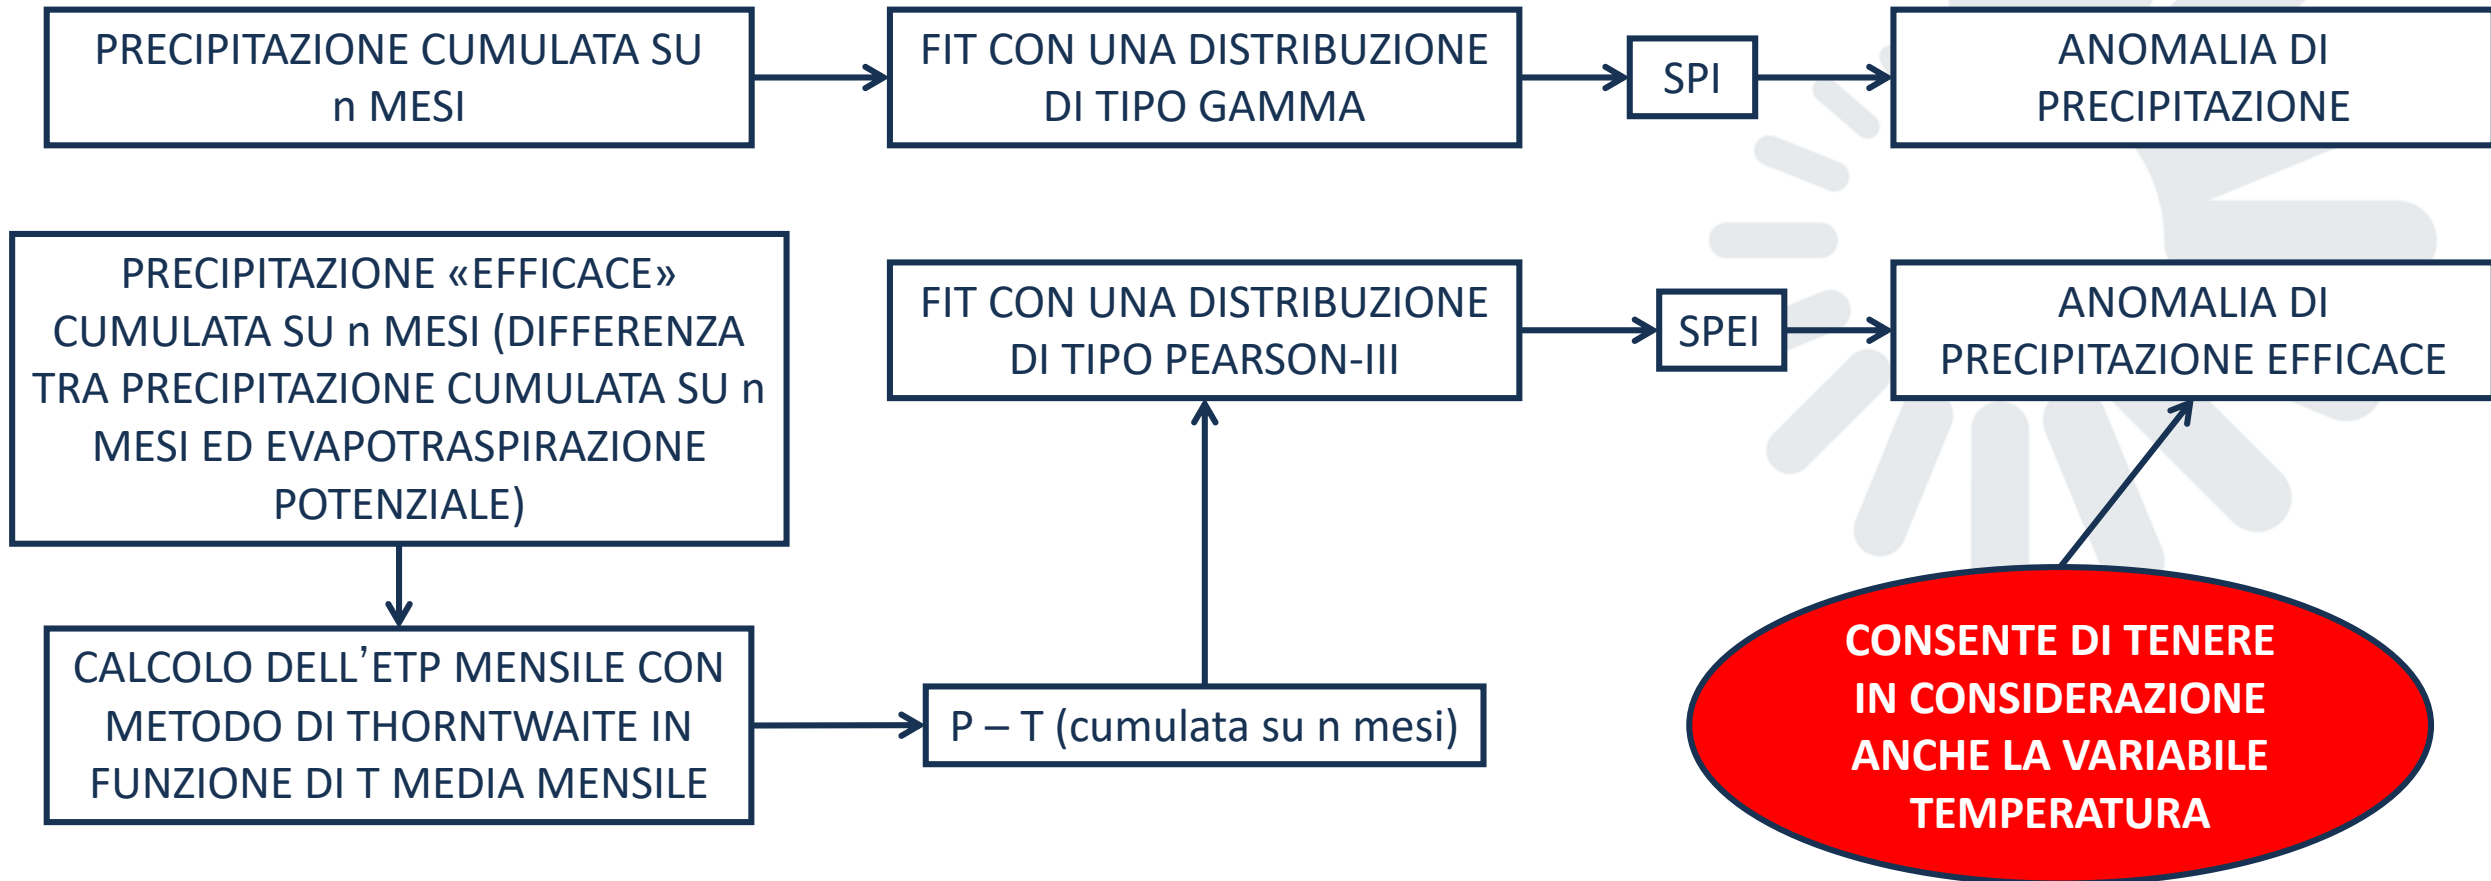 PRECIPITAZIONE CUMULATA SU
n MESI
FIT CON UNA DISTRIBUZIONE
DI TIPO GAMMA
SPI
ANOMALIA DI
PRECIPITAZIONE
PRECIPITAZIONE «EFFICACE»
CUMULATA SU n MESI (DIFFERENZA
TRA PRECIPITAZIONE CUMULATA SU n
MESI ED EVAPOTRASPIRAZIONE
POTENZIALE)
FIT CON UNA DISTRIBUZIONE
DI TIPO PEARSON-III
SPEI
ANOMALIA DI
PRECIPITAZIONE EFFICACE
CALCOLO DELL’ETP MENSILE CON
METODO DI THORNTWAITE IN
FUNZIONE DI T MEDIA MENSILE
P – T (cumulata su n mesi)
CONSENTE DI TENERE
IN CONSIDERAZIONE
ANCHE LA VARIABILE
TEMPERATURA